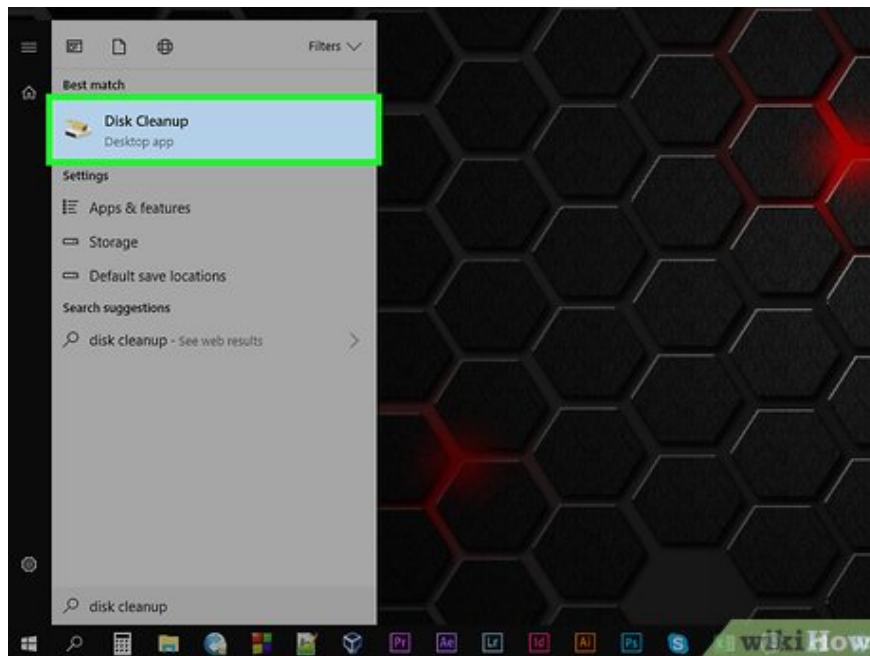 Filters
Best match
Disk Cleanup
Desktop app
Settings
Apps & features
Storage
Default save locations
Search suggestions
disk cleanup - See web results
disk cleanup
Pr Ae Lr Id Ai Ps S
wikiHow